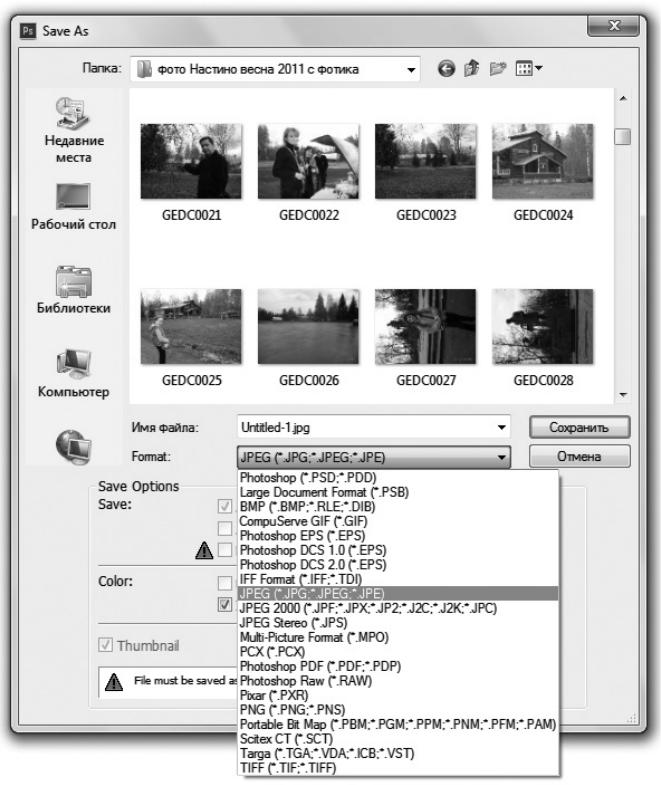 Ps Save As
Папка: фото Настино весна 2011 с фотика
Недавние места
Рабочий стол
Библиотеки
Компьютер
GEDC0021 GEDC0022 GEDC0023 GEDC0024
GEDC0025 GEDC0026 GEDC0027 GEDC0028
Имя файла: Untitled-1.jpg Сохранить
Format: JPEG (*.JPG;*.JPEG;*.JPE) Отмена
Save Options
Save:
Color:
Thumbnail
File must be saved as
Photoshop (*.PSD;*.PDD)
Large Document Format (*.PSB)
BMP (*.BMP;*.RLE;*.DIB)
CompuServe GIF (*.GIF)
Photoshop EPS (*.EPS)
Photoshop DCS 1.0 (*.EPS)
Photoshop DCS 2.0 (*.EPS)
IFF Format (*.IFF;*.TDI)
JPEG (*.JPG;*.JPEG;*.JPE)
JPEG 2000 (*.JPF;*.JPX;*.JP2;*.J2C;*.J2K;*.JPC)
JPEG Stereo (*.JPS)
Multi-Picture Format (*.MPO)
PCX (*.PCX)
Photoshop PDF (*.PDF;*.PDP)
Photoshop Raw (*.RAW)
Pixar (*.PXR)
PNG (*.PNG;*.PNS)
Portable Bit Map (*.PBM;*.PGM;*.PPM;*.PNM;*.PFM;*.PAM)
Scitex CT (*.SCT)
Targa (*.TGA;*.VDA;*.ICB;*.VST)
TIFF (*.TIF;*.TIFF)